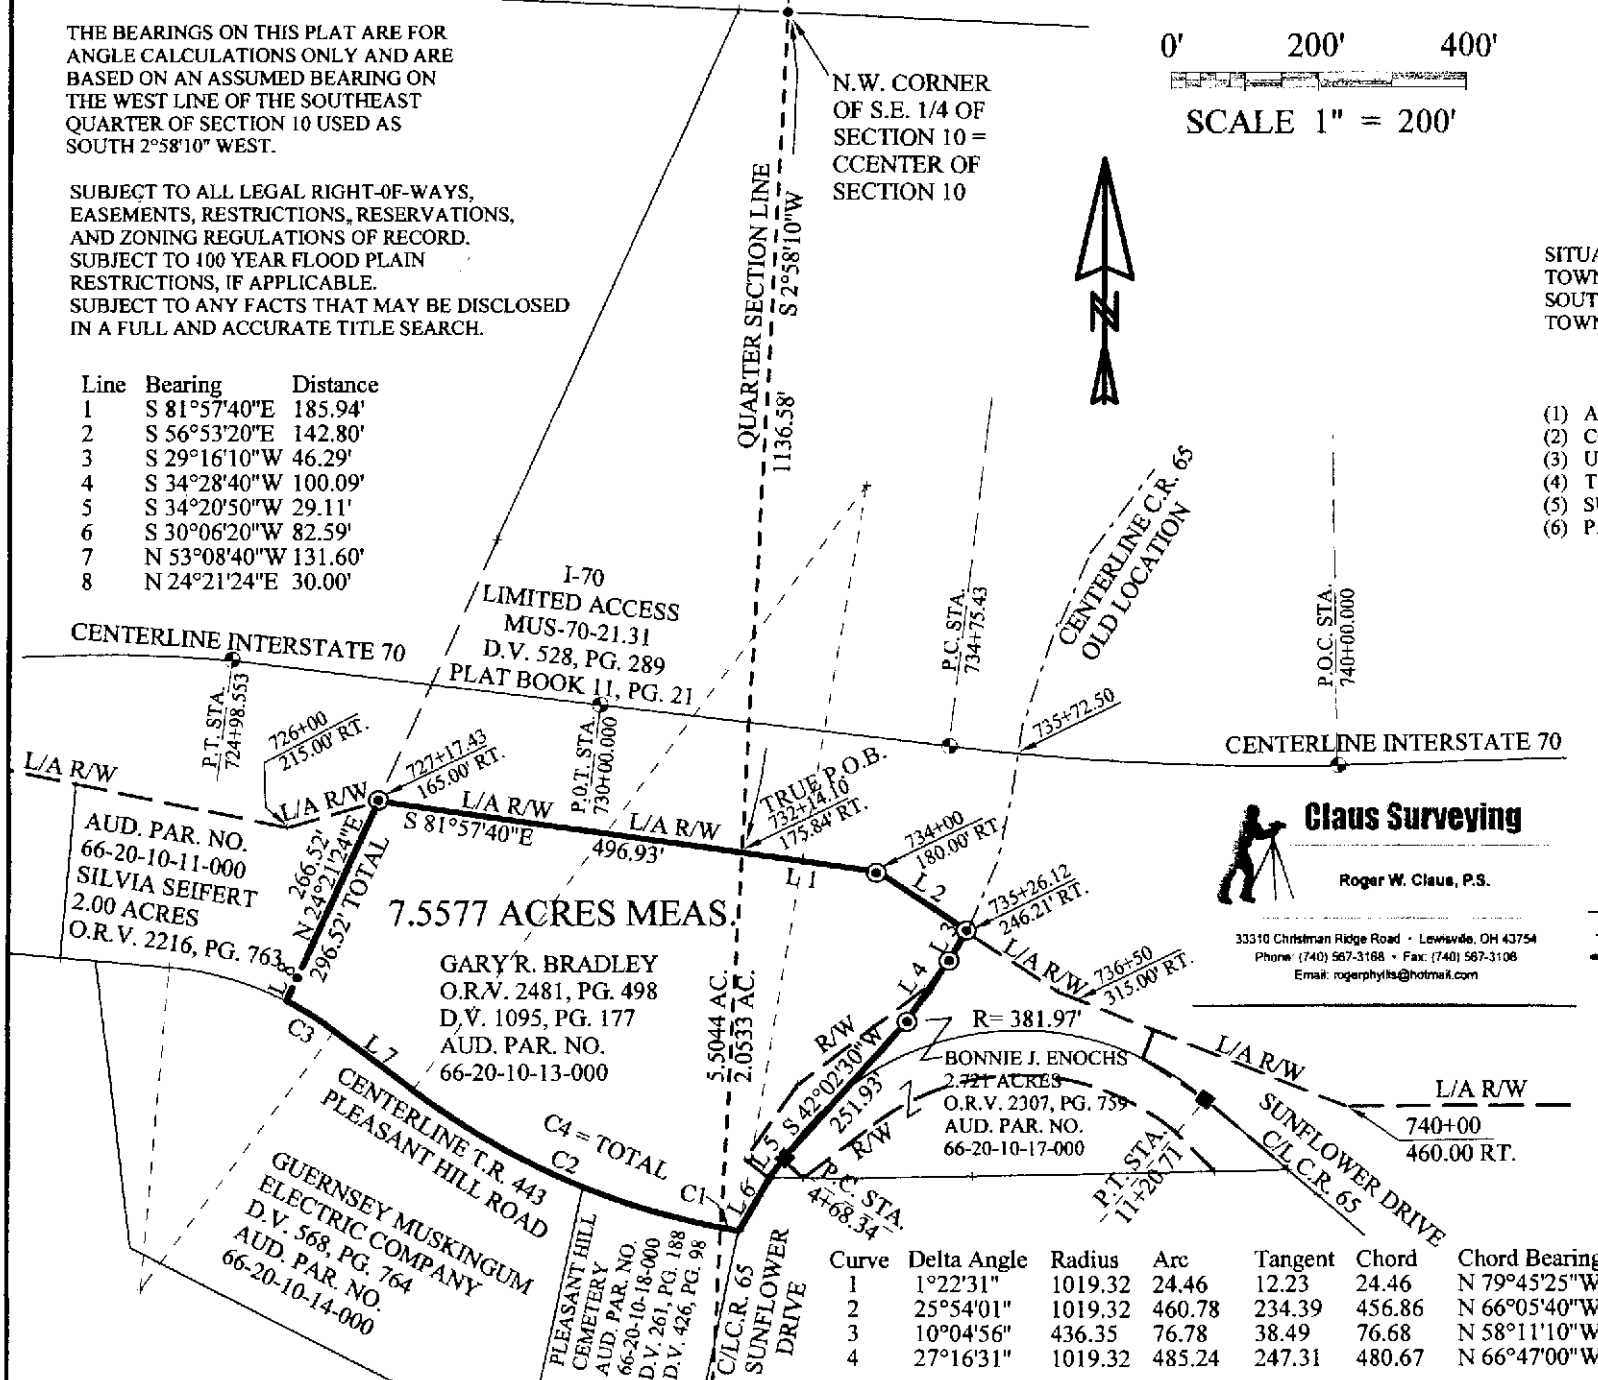 THE BEARINGS ON THIS PLAT ARE FOR
ANGLE CALCULATIONS ONLY AND ARE
BASED ON AN ASSUMED BEARING ON
THE WEST LINE OF THE SOUTHEAST
QUARTER OF SECTION 10 USED AS
SOUTH 2°58'10" WEST.
SUBJECT TO ALL LEGAL RIGHT-OF-WAYS,
EASEMENTS, RESTRICTIONS, RESERVATIONS,
AND ZONING REGULATIONS OF RECORD.
SUBJECT TO 100 YEAR FLOOD PLAIN
RESTRICTIONS, IF APPLICABLE.
SUBJECT TO ANY FACTS THAT MAY BE DISCLOSED
IN A FULL AND ACCURATE TITLE SEARCH.
N.W. CORNER
OF S.E. 1/4 OF
SECTION 10 =
CCENTER OF
SECTION 10
0' 200' 400'
SCALE 1" = 200'
N
SITUA
TOWN
SOUT
TOWN
(1) A
(2) C
(3) U
(4) T
(5) SU
(6) P.
Line Bearing Distance
1 S 81°57'40"E 185.94'
2 S 56°53'20"E 142.80'
3 S 29°16'10"W 46.29'
4 S 34°28'40"W 100.09'
5 S 34°20'50"W 29.11'
6 S 30°06'20"W 82.59'
7 N 53°08'40"W 131.60'
8 N 24°21'24"E 30.00'
QUARTER SECTION LINE
S 2°58'10"W
1136.58'
I-70
LIMITED ACCESS
MUS-70-21.31
D.V. 528, PG. 289
PLAT BOOK 11, PG. 21
CENTERLINE INTERSTATE 70
P.T. STA.
724+98.553
726+00
215.00' RT.
727+17.43
165.00' RT.
P.O.T. STA.
730+00.000
TRUE P.O.B.
732+14.10
175.84' RT.
P.C. STA.
734+75.43
CENTERLINE C.R. 65
OLD LOCATION
735+72.50
P.O.C. STA.
740+00.000
CENTERLINE INTERSTATE 70
L/A R/W
L/A R/W
L/A R/W
L/A R/W
S 81°57'40"E
496.93'
L 1
734+00
180.00' RT.
L 2
735+26.12
246.21' RT.
L 3
L 4
L/A R/W
736+50
315.00' RT.
L/A R/W
L/A R/W
740+00
460.00 RT.
Claus Surveying
Roger W. Claus, P.S.
33310 Christman Ridge Road • Lewisville, OH 43754
Phone: (740) 567-3168 • Fax: (740) 567-3108
Email: rogerphyllis@hotmail.com
AUD. PAR. NO.
66-20-10-11-000
SILVIA SEIFERT
2.00 ACRES
O.R.V. 2216, PG. 763
266.52'
N 24°21'24"E
296.52' TOTAL
L 8
7.5577 ACRES MEAS.
GARY R. BRADLEY
O.R.V. 2481, PG. 498
D.V. 1095, PG. 177
AUD. PAR. NO.
66-20-10-13-000
5.5044 AC.
2.0533 AC.
R/W
R= 381.97'
BONNIE J. ENOCHS
2.721 ACRES
O.R.V. 2307, PG. 759
AUD. PAR. NO.
66-20-10-17-000
S 42°02'30"W
251.93'
R/W
L 5
L 6
P.C. STA.
4+68.34
P.T. STA.
11+20.71
SUNFLOWER DRIVE
C/L C.R. 65
C3
L 7
CENTERLINE T.R. 443
PLEASANT HILL ROAD
C4 = TOTAL
C2
C1
GUERNSEY MUSKINGUM
ELECTRIC COMPANY
D.V. 568, PG. 764
AUD. PAR. NO.
66-20-10-14-000
PLEASANT HILL
CEMETERY
AUD. PAR. NO.
66-20-10-18-000
D.V. 261, PG. 188
D.V. 426, PG. 98
C/L C.R. 65
SUNFLOWER
DRIVE
Curve Delta Angle Radius Arc Tangent Chord Chord Bearing
1 1°22'31" 1019.32 24.46 12.23 24.46 N 79°45'25"W
2 25°54'01" 1019.32 460.78 234.39 456.86 N 66°05'40"W
3 10°04'56" 436.35 76.78 38.49 76.68 N 58°11'10"W
4 27°16'31" 1019.32 485.24 247.31 480.67 N 66°47'00"W